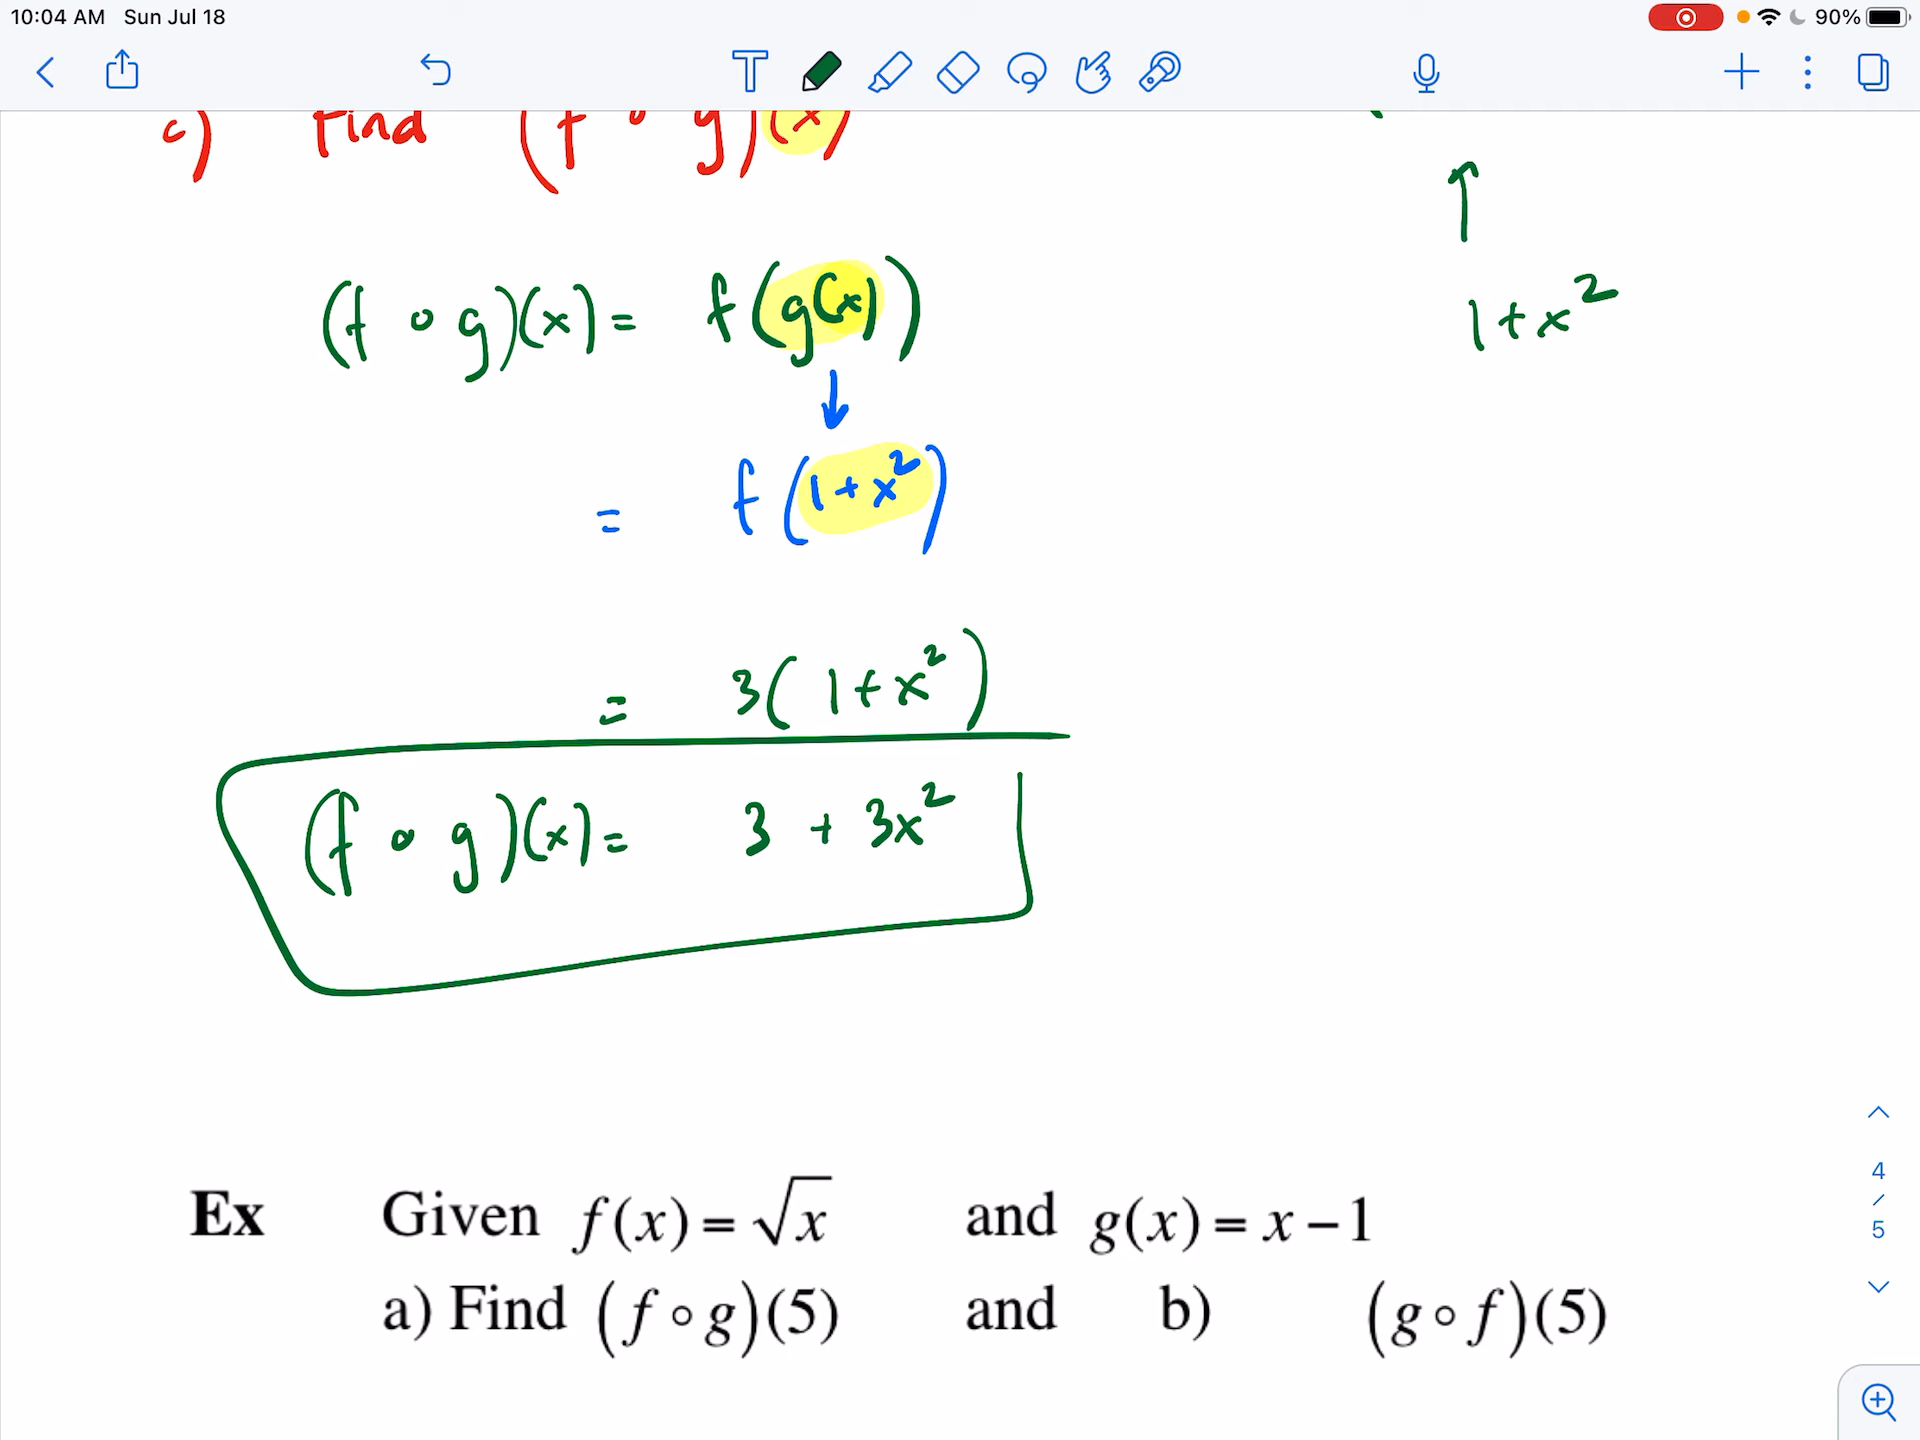 10:04 AM Sun Jul 18 90%
c) Find (f ∘ g)(x)
(f ∘ g)(x) = f(g(x))
1 + x²
= f(1 + x²)
= 3(1 + x²)
(f ∘ g)(x) = 3 + 3x²
Ex Given f(x) = √x and g(x) = x − 1
a) Find (f ∘ g)(5) and b) (g ∘ f)(5)
4
/
5